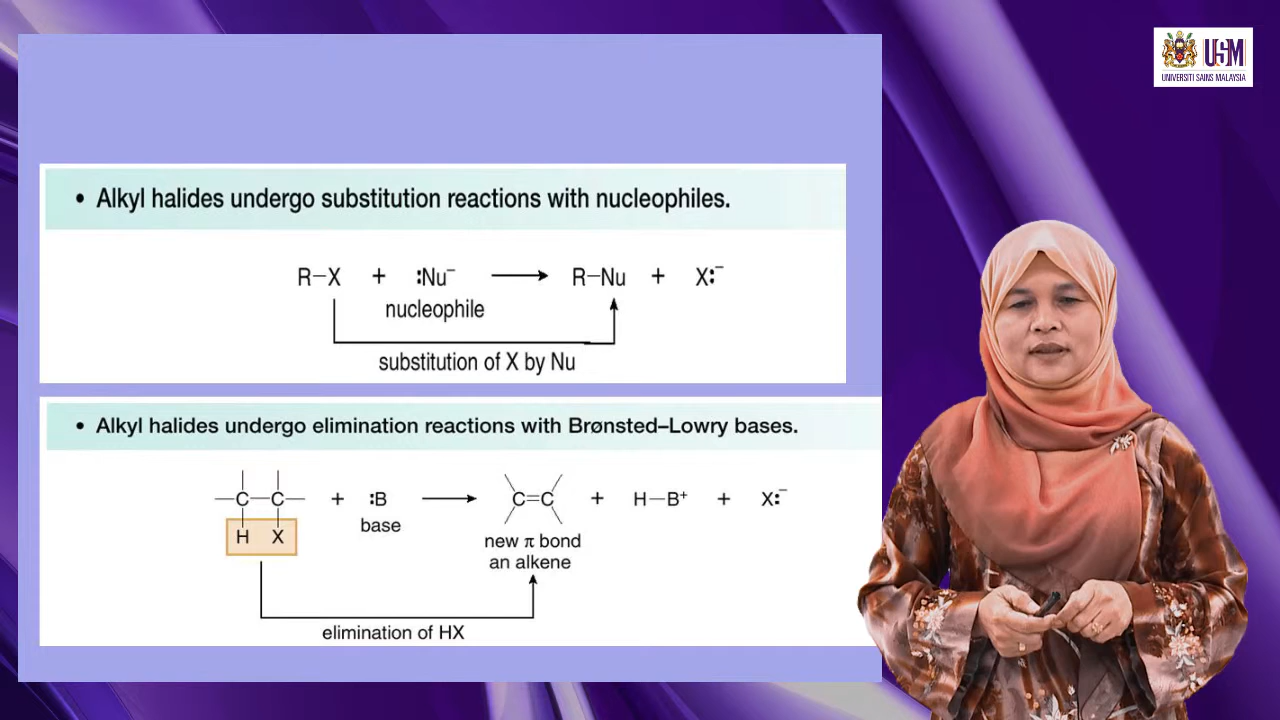 USM
UNIVERSITI SAINS MALAYSIA
• Alkyl halides undergo substitution reactions with nucleophiles.
R–X + :Nu⁻ → R–Nu + X:⁻
nucleophile
substitution of X by Nu
• Alkyl halides undergo elimination reactions with Brønsted–Lowry bases.
–C–C– + :B → C=C + H–B⁺ + X:⁻
base
H X
new π bond
an alkene
elimination of HX